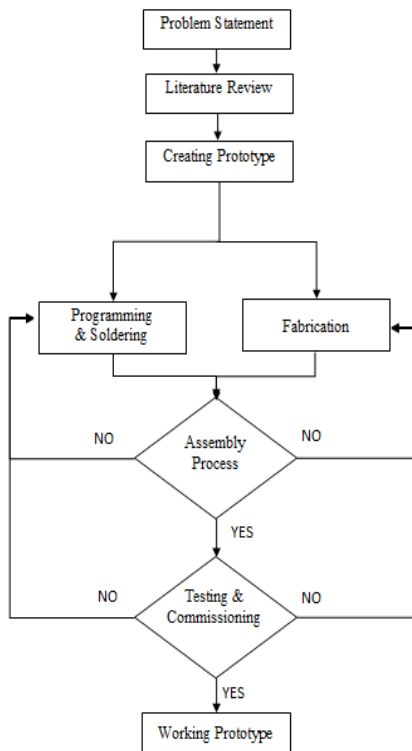 Problem Statement
Literature Review
Creating Prototype
Programming
& Soldering
Fabrication
NO
NO
Assembly
Process
YES
NO
NO
Testing &
Commissioning
YES
Working Prototype